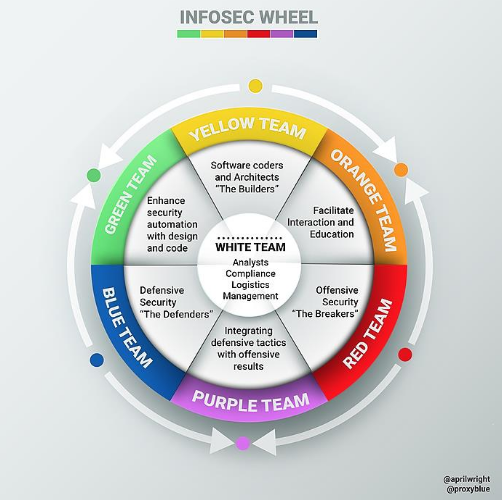 INFOSEC WHEEL
YELLOW TEAM
Software coders
and Architects
"The Builders"
ORANGE TEAM
Facilitate
Interaction and
Education
RED TEAM
Offensive
Security
"The Breakers"
PURPLE TEAM
Integrating
defensive tactics
with offensive
results
BLUE TEAM
Defensive
Security
"The Defenders"
GREEN TEAM
Enhance
security
automation
with design
and code
WHITE TEAM
Analysts
Compliance
Logistics
Management
@aprilwright
@proxyblue